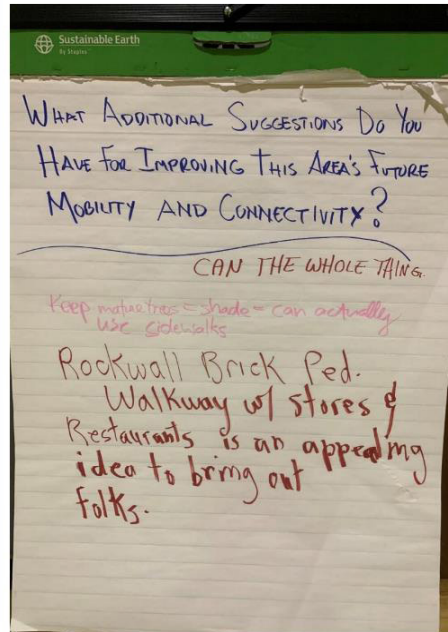 Sustainable Earth
By Staples
WHAT ADDITIONAL SUGGESTIONS DO YOU
HAVE FOR IMPROVING THIS AREA'S FUTURE
MOBILITY AND CONNECTIVITY?
CAN THE WHOLE THING.
Keep mature trees = shade = can actually
use sidewalks
Rockwall Brick Ped.
Walkway w/ stores &
Restaurants is an appealing
idea to bring out
folks.